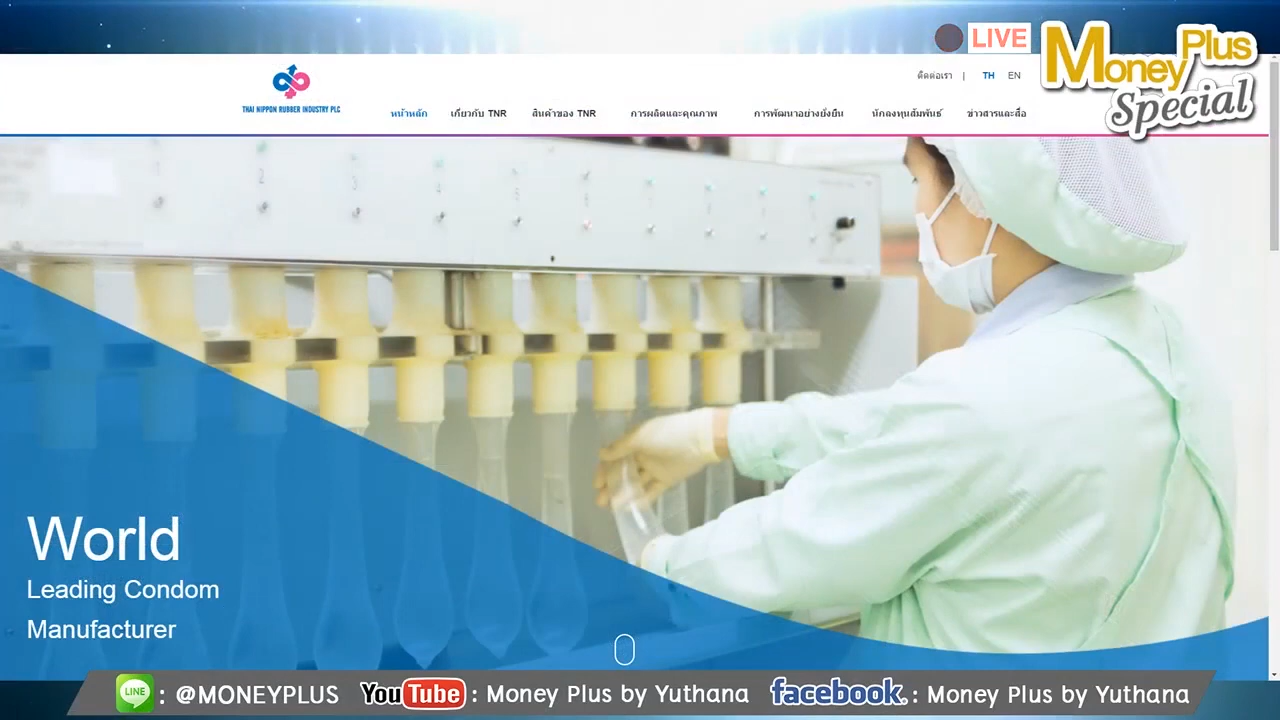 LIVE
Money Plus
Special
ติดต่อเรา | TH EN
THAI NIPPON RUBBER INDUSTRY PLC
หน้าหลัก เกี่ยวกับ TNR สินค้าของ TNR การผลิตและคุณภาพ การพัฒนาอย่างยั่งยืน นักลงทุนสัมพันธ์ ข่าวสารและสื่อ
World
Leading Condom
Manufacturer
LINE : @MONEYPLUS YouTube : Money Plus by Yuthana facebook. : Money Plus by Yuthana